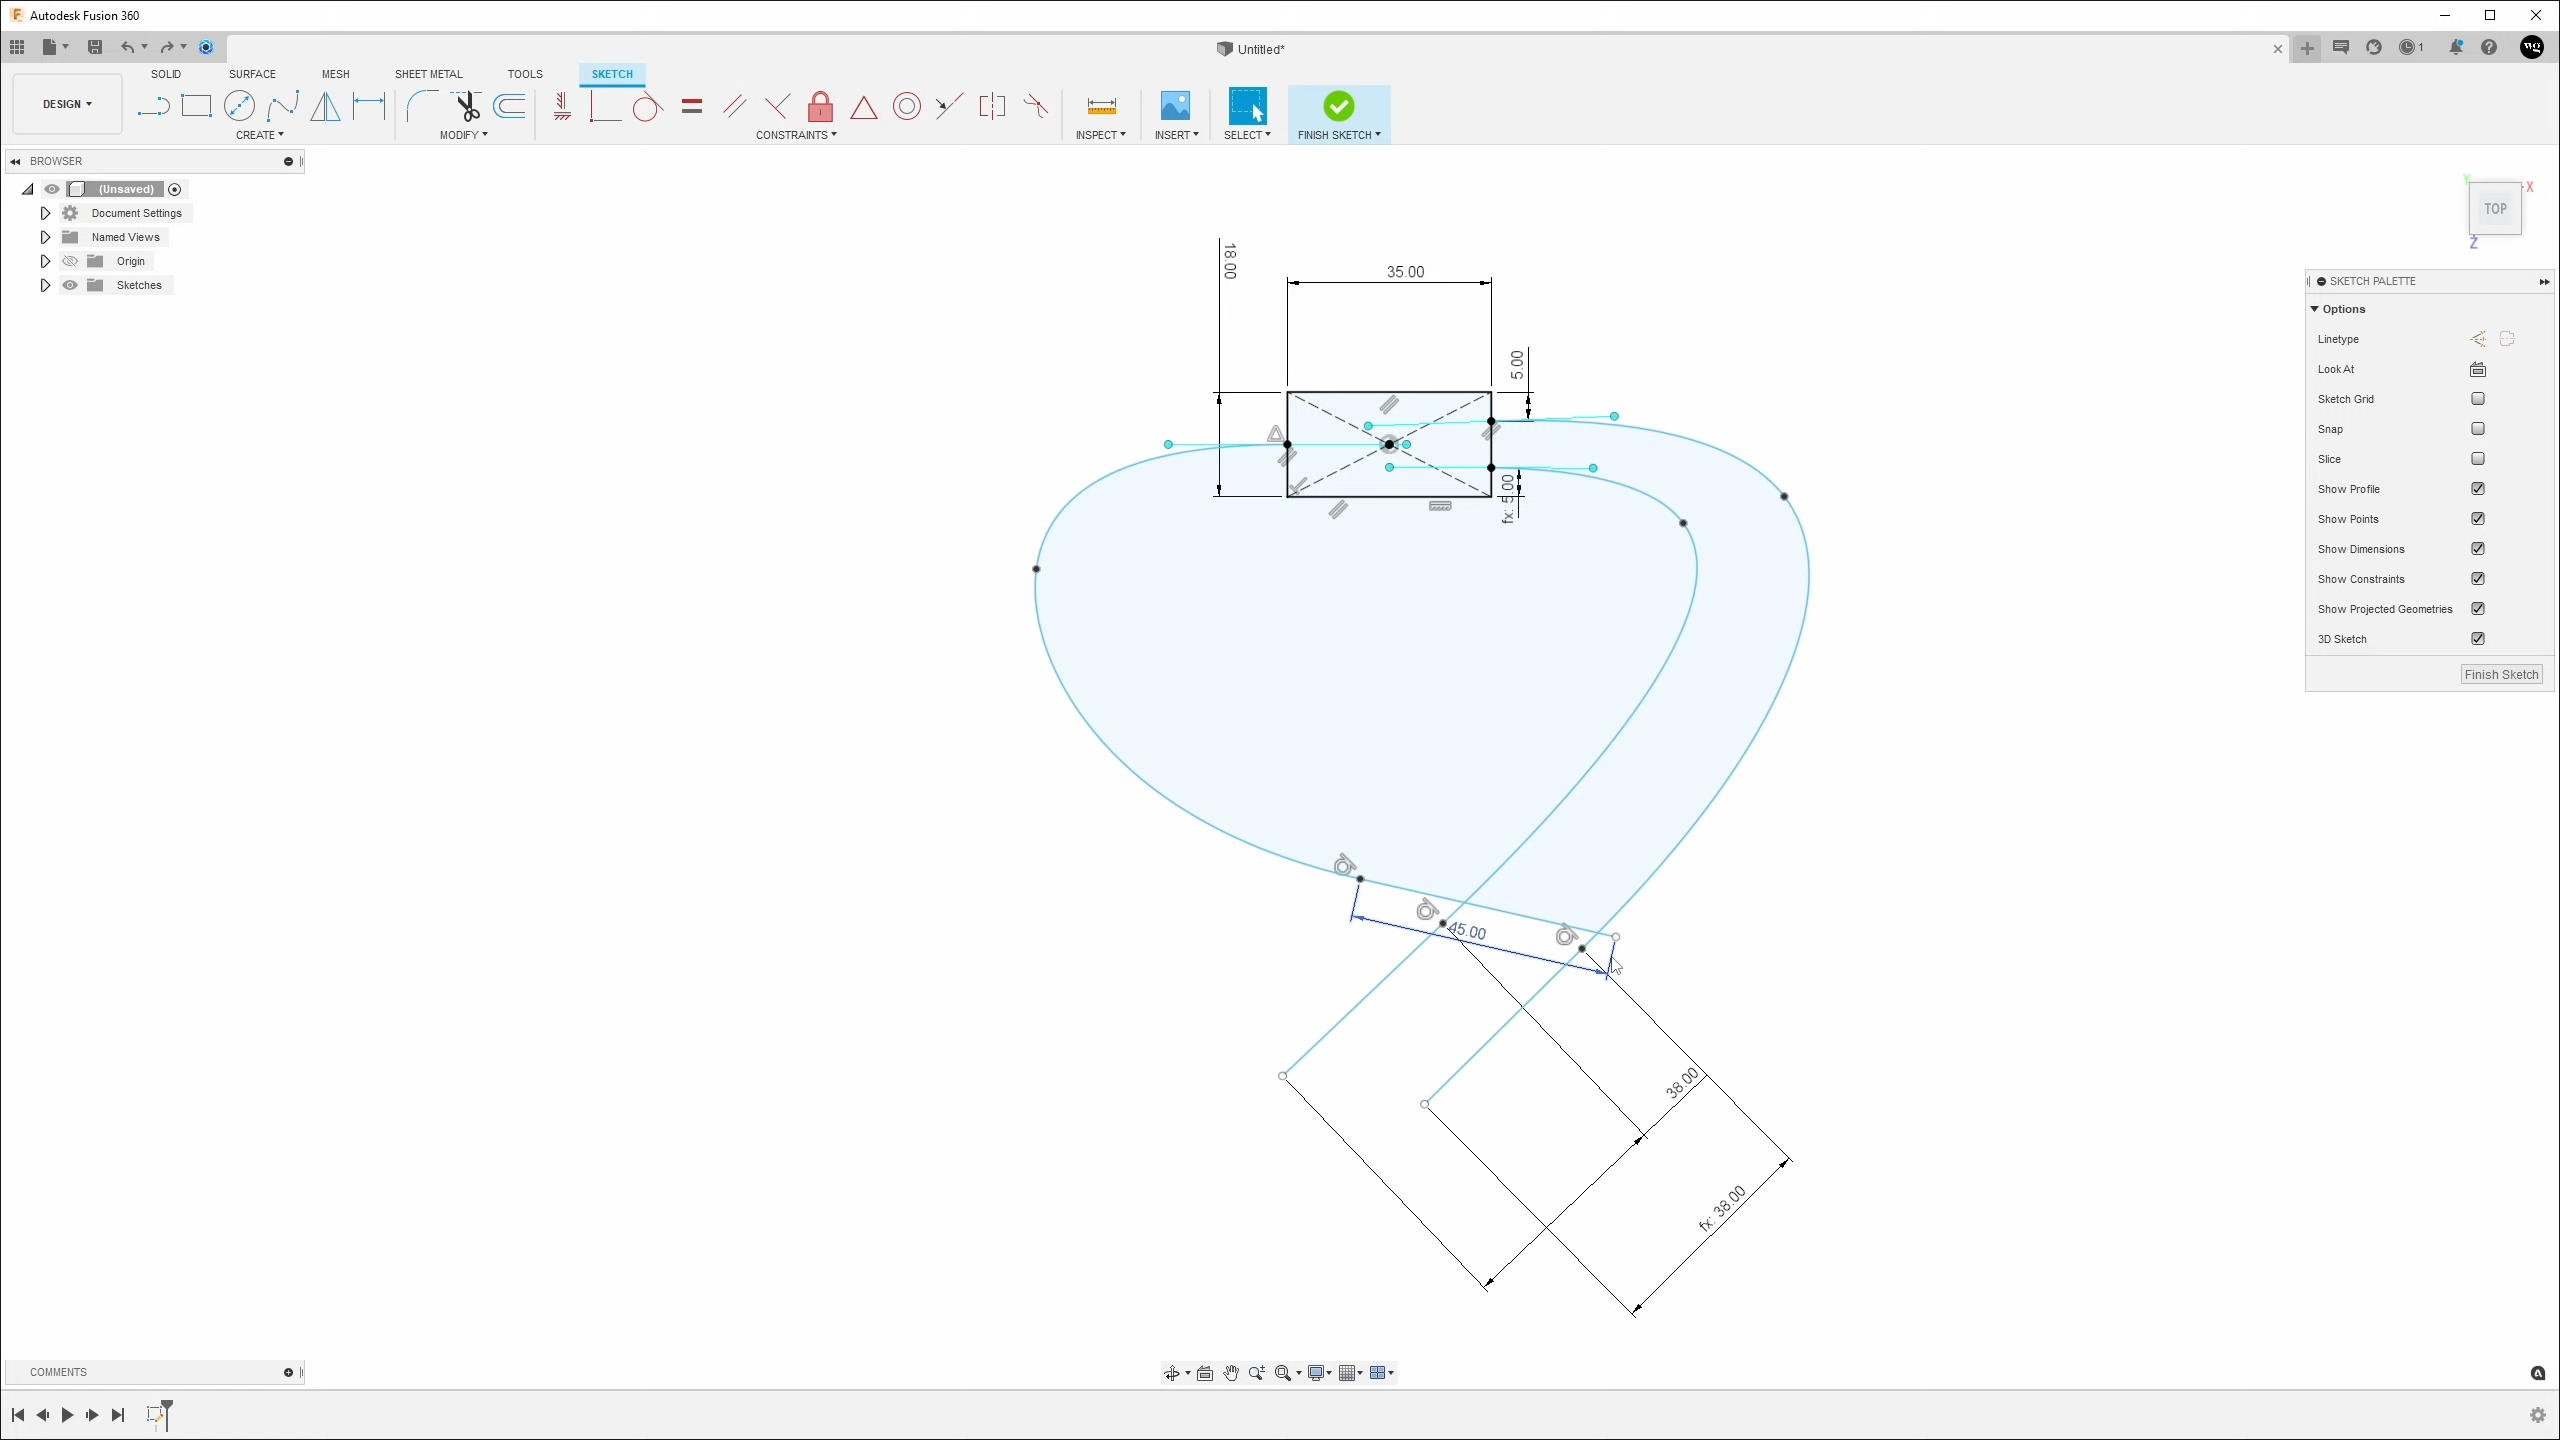 Autodesk Fusion 360
Untitled*
1
SOLID SURFACE MESH SHEET METAL TOOLS SKETCH
DESIGN
CREATE MODIFY CONSTRAINTS INSPECT INSERT SELECT FINISH SKETCH
BROWSER
(Unsaved)
Document Settings
Named Views
Origin
Sketches
Y
X
TOP
Z
SKETCH PALETTE
Options
Linetype
Look At
Sketch Grid
Snap
Slice
Show Profile
Show Points
Show Dimensions
Show Constraints
Show Projected Geometries
3D Sketch
Finish Sketch
18.00
35.00
5.00
fx: 5.00
45.00
38.00
fx: 38.00
COMMENTS